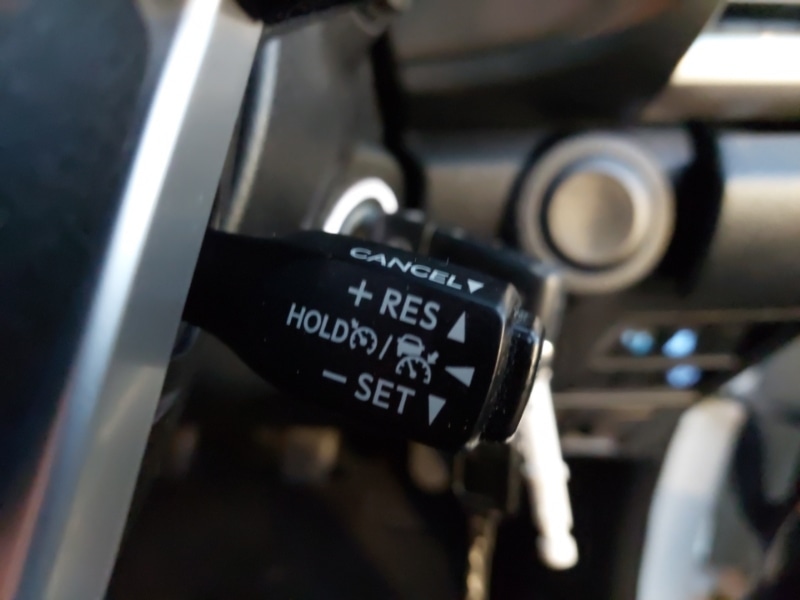 CANCEL▼
+ RES ▲
HOLD / ◀
− SET ▼